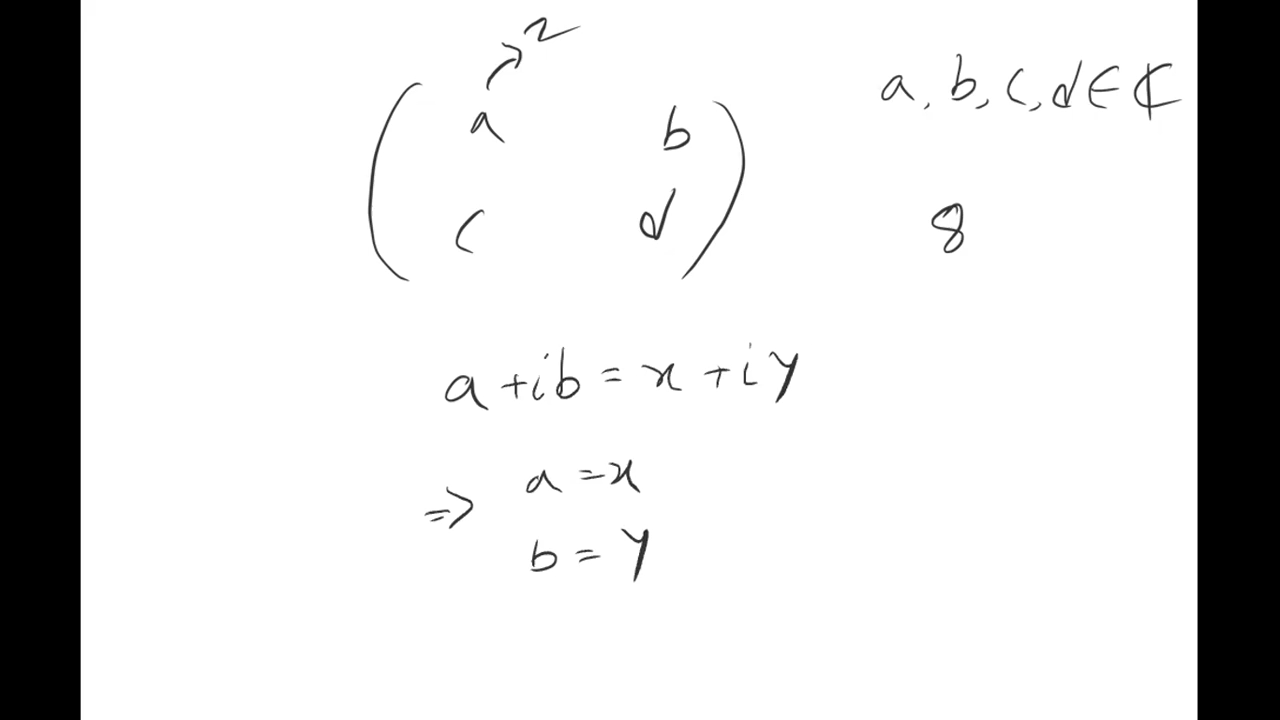 2
a b a, b, c, d ∈ ℂ
c d 8
a + ib = x + iy
⇒ a = x
b = y